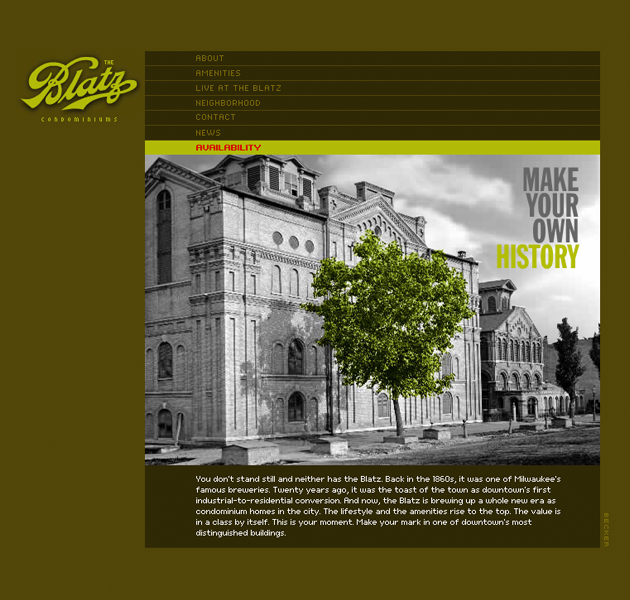 THE
Blatz
CONDOMINIUMS
ABOUT
AMENITIES
LIVE AT THE BLATZ
NEIGHBORHOOD
CONTACT
NEWS
AVAILABILITY
MAKE
YOUR
OWN
HISTORY
You don't stand still and neither has the Blatz. Back in the 1860s, it was one of Milwaukee's
famous breweries. Twenty years ago, it was the toast of the town as downtown's first
industrial-to-residential conversion. And now, the Blatz is brewing up a whole new era as
condominium homes in the city. The lifestyle and the amenities rise to the top. The value is
in a class by itself. This is your moment. Make your mark in one of downtown's most
distinguished buildings.
BECKER